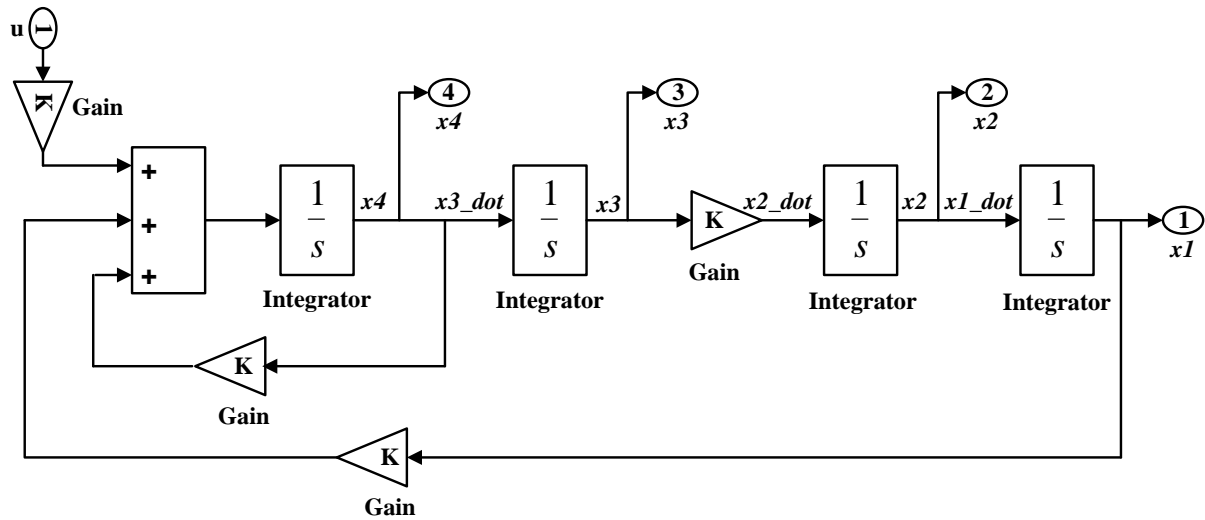 u 1
K Gain
4
x4
3
x3
2
x2
+
+
+
1
s
x4
x3_dot
1
s
x3
K
Gain
x2_dot
1
s
x2
x1_dot
1
s
1
x1
Integrator
Integrator
Integrator
Integrator
K
Gain
K
Gain